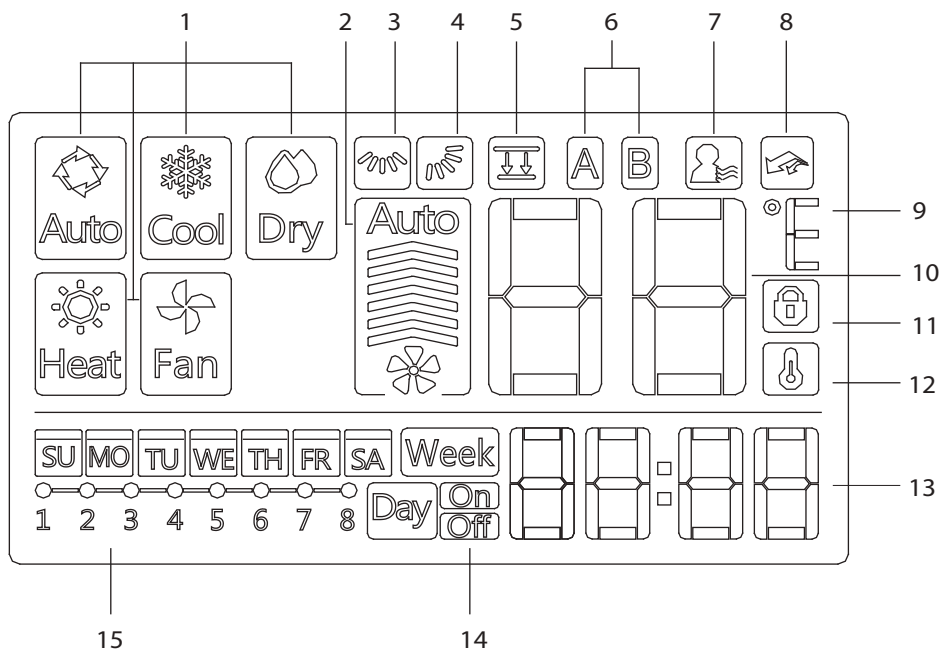 1 2 3 4 5 6 7 8
A B
Auto Cool Dry Auto
9
10
Heat Fan
11
12
SU MO TU WE TH FR SA Week
88:88
13
1 2 3 4 5 6 7 8 Day On
Off
15 14